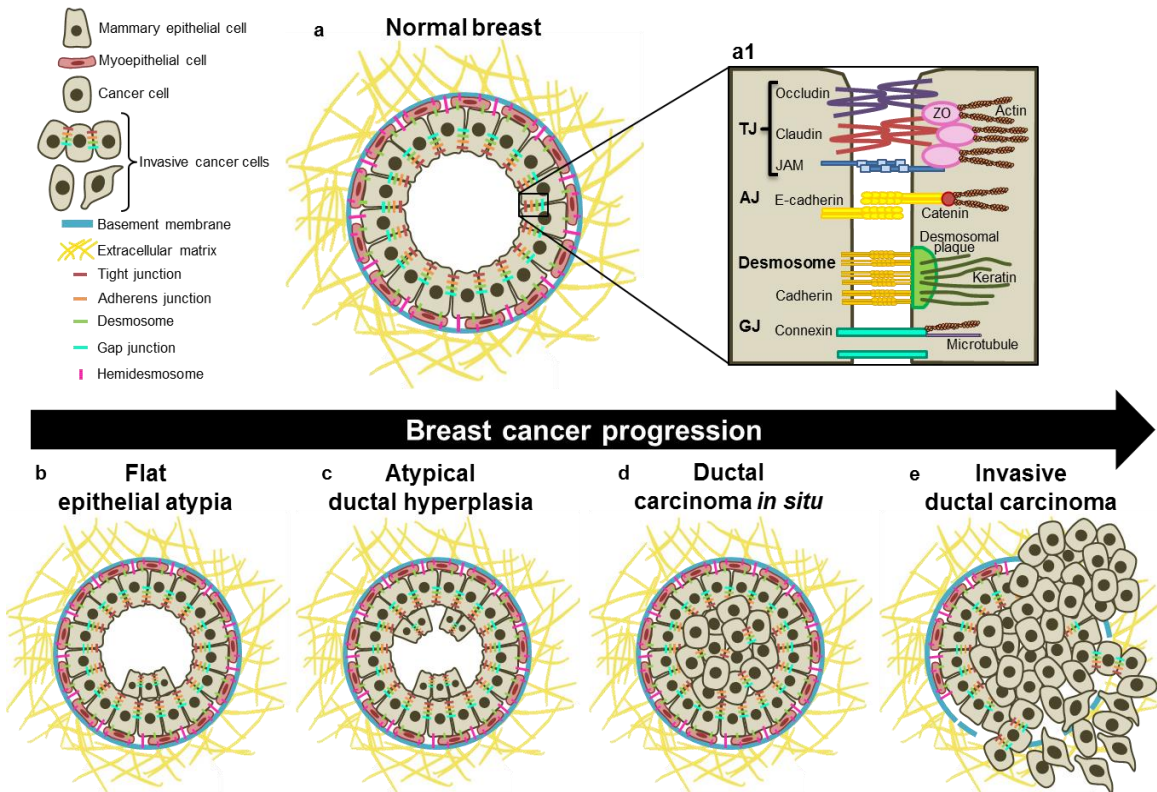 Mammary epithelial cell
Myoepithelial cell
Cancer cell
Invasive cancer cells
Basement membrane
Extracellular matrix
Tight junction
Adherens junction
Desmosome
Gap junction
Hemidesmosome
a
Normal breast
a1
Occludin
ZO
Actin
TJ
Claudin
JAM
AJ
E-cadherin
Catenin
Desmosomal
plaque
Desmosome
Keratin
Cadherin
GJ
Connexin
Microtubule
Breast cancer progression
b
Flat
epithelial atypia
c
Atypical
ductal hyperplasia
d
Ductal
carcinoma in situ
e
Invasive
ductal carcinoma